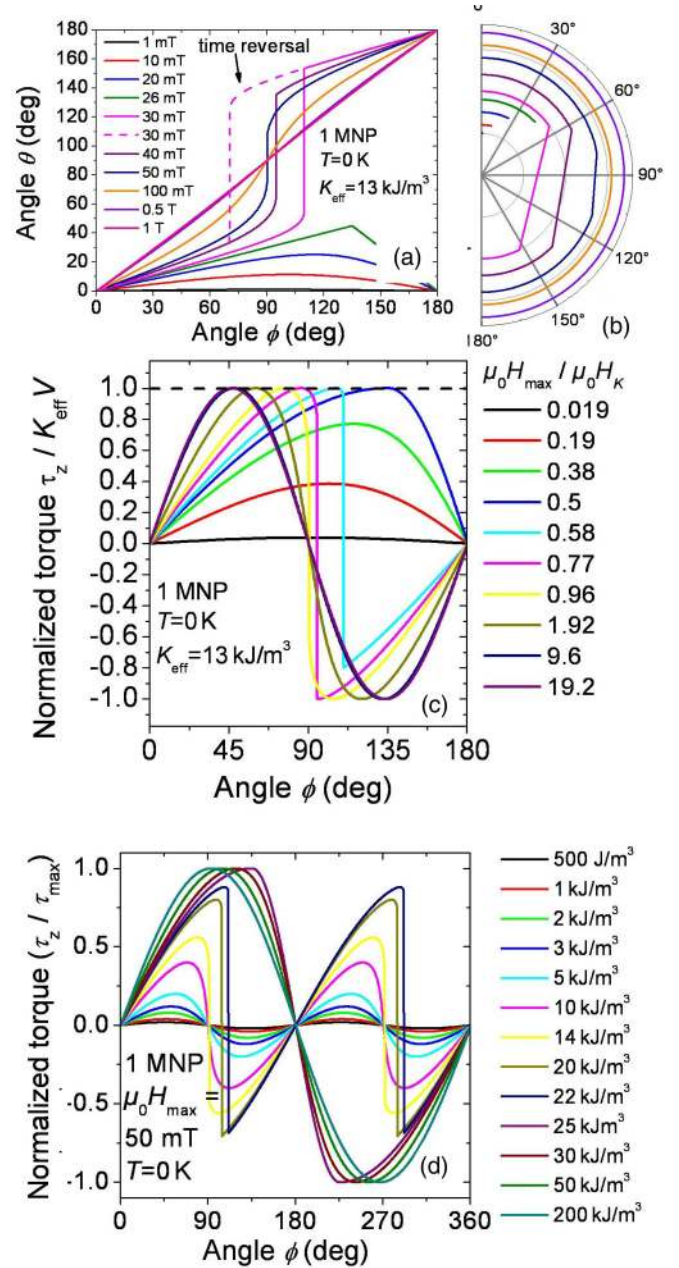 180
160
140
120
100
80
60
40
20
0
Angle θ (deg)
1 mT
10 mT
20 mT
26 mT
30 mT
30 mT
40 mT
50 mT
100 mT
0.5 T
1 T
time reversal
1 MNP
T=0 K
K_eff=13 kJ/m³
(a)
0 30 60 90 120 150 180
Angle ϕ (deg)
30°
60°
90°
120°
150°
180°
(b)
1.0
0.8
0.6
0.4
0.2
0.0
-0.2
-0.4
-0.6
-0.8
-1.0
Normalized torque τ_z / K_eff V
1 MNP
T=0 K
K_eff=13 kJ/m³
(c)
0 45 90 135 180
Angle ϕ (deg)
μ₀H_max / μ₀H_K
0.019
0.19
0.38
0.5
0.58
0.77
0.96
1.92
9.6
19.2
1.0
0.5
0.0
-0.5
-1.0
Normalized torque (τ_z / τ_max)
1 MNP
μ₀H_max =
50 mT
T=0 K
(d)
0 90 180 270 360
Angle ϕ (deg)
500 J/m³
1 kJ/m³
2 kJ/m³
3 kJ/m³
5 kJ/m³
10 kJ/m³
14 kJ/m³
20 kJ/m³
22 kJ/m³
25 kJm³
30 kJ/m³
50 kJ/m³
200 kJ/m³